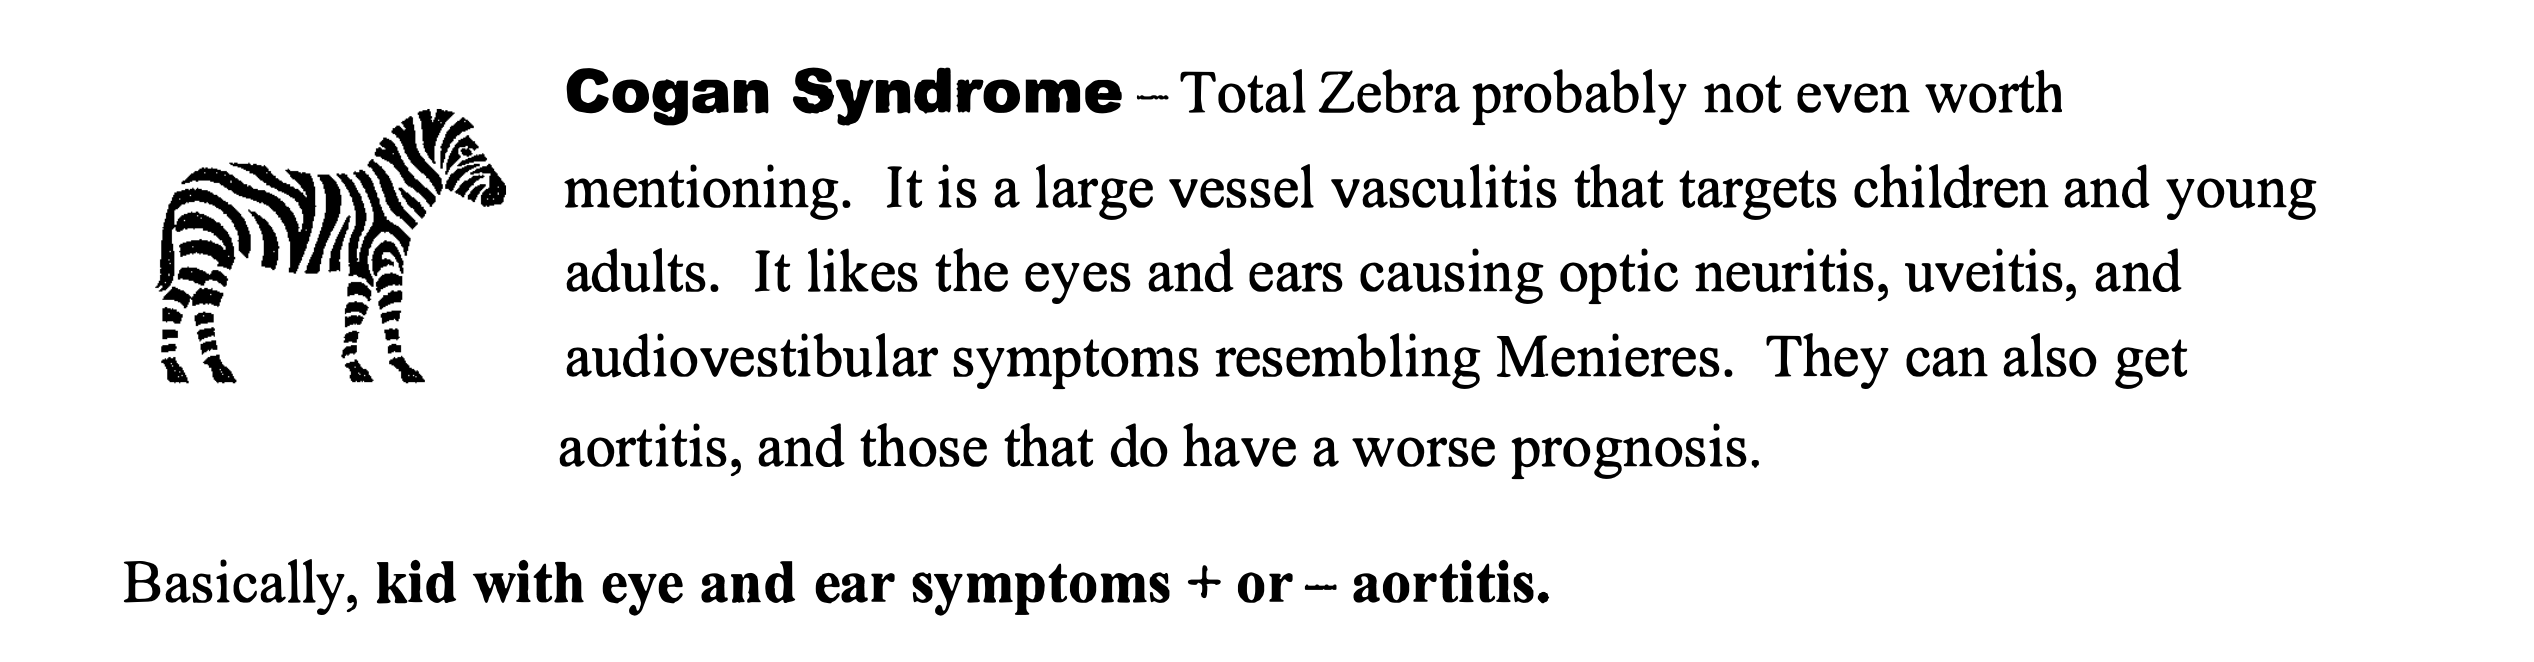 Cogan Syndrome – Total Zebra probably not even worth
mentioning. It is a large vessel vasculitis that targets children and young
adults. It likes the eyes and ears causing optic neuritis, uveitis, and
audiovestibular symptoms resembling Menieres. They can also get
aortitis, and those that do have a worse prognosis.
Basically, kid with eye and ear symptoms + or – aortitis.